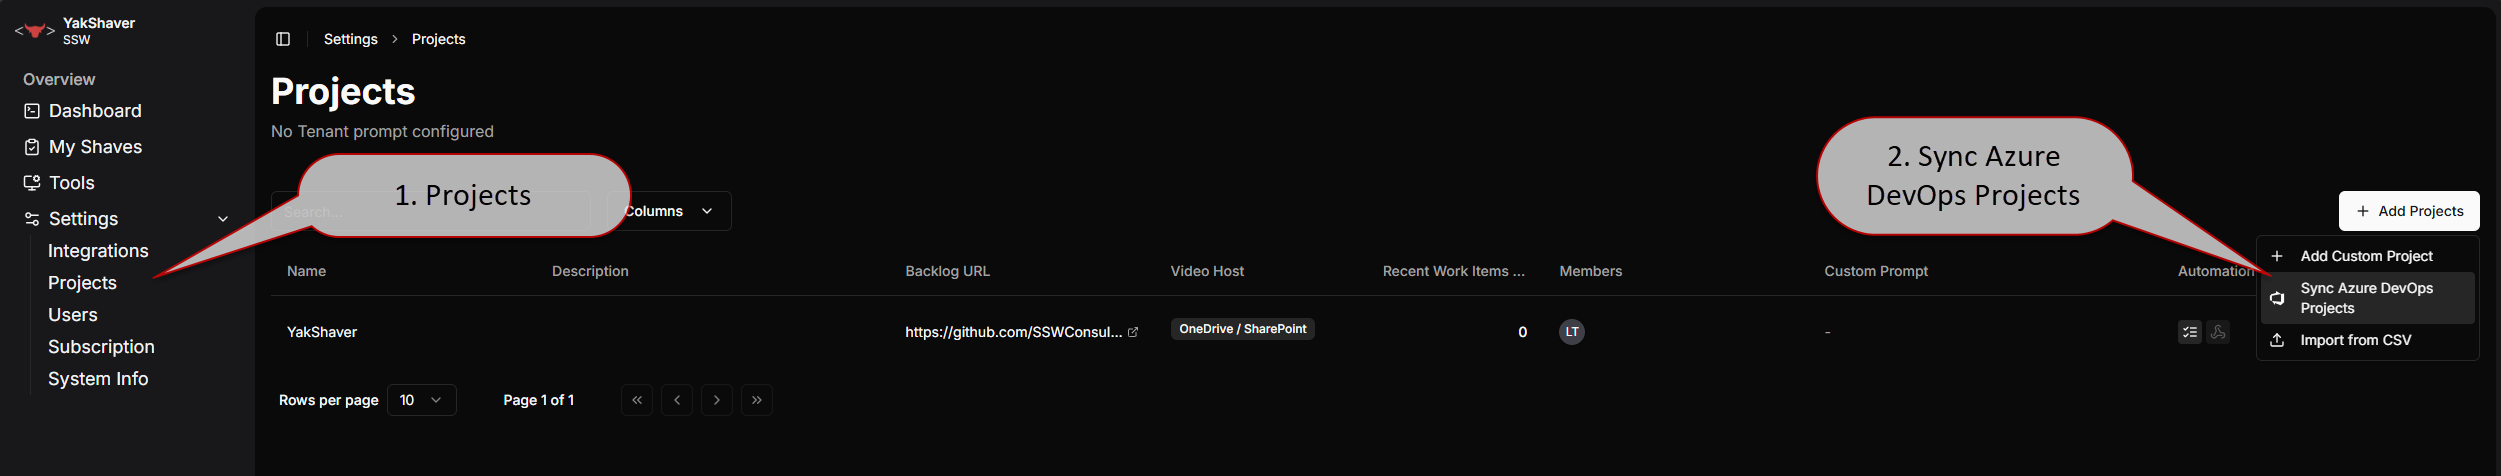 YakShaver
SSW
Overview
Dashboard
My Shaves
Tools
Settings
Integrations
Projects
Users
Subscription
System Info
Settings > Projects
Projects
No Tenant prompt configured
1. Projects
Search...
Columns
2. Sync Azure
DevOps Projects
+ Add Projects
Add Custom Project
Sync Azure DevOps
Projects
Import from CSV
Name Description Backlog URL Video Host Recent Work Items ... Members Custom Prompt Automation
YakShaver https://github.com/SSWConsul... OneDrive / SharePoint 0 LT -
Rows per page 10 Page 1 of 1